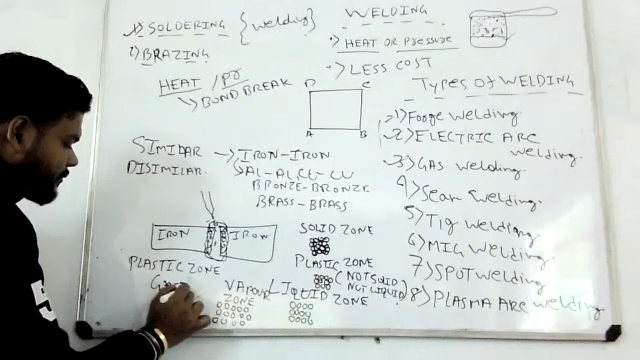 1) SOLDERING { Welding }
2) BRAZING
HEAT / Pr
BOND BREAK
SIMILAR → IRON-IRON
DISIMILAR
AL-AL, CU-CU
BRONZE-BRONZE
BRASS-BRASS
IRON IRON
PLASTIC ZONE
VAPOUR
ZONE
SOLID ZONE
PLASTIC ZONE
( NOT SOLID
NOT LIQUID )
LIQUID ZONE
D C
A B
WELDING
HEAT OR PRESSURE
LESS COST
Types of WELDING
1) Forge Welding
2) ELECTRIC ARC
welding.
3) GAS welding.
4) Seam Welding.
5) Tig welding.
6) MIG Welding.
7) SPOT welding.
8) PLASMA ARC welding.